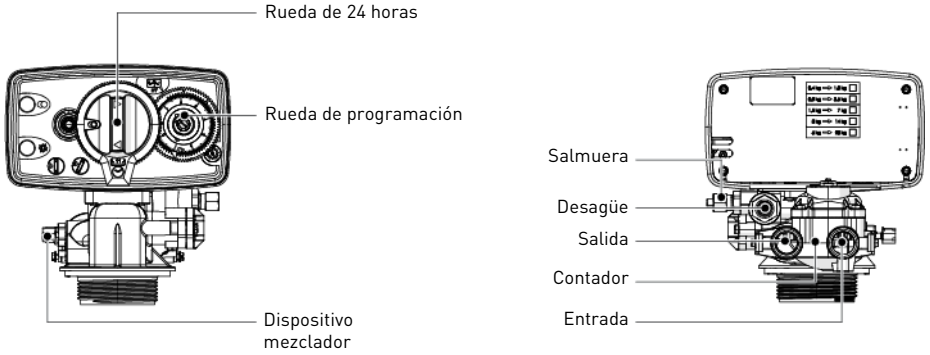 Rueda de 24 horas
Rueda de programación
Dispositivo
mezclador
Salmuera
Desagüe
Salida
Contador
Entrada